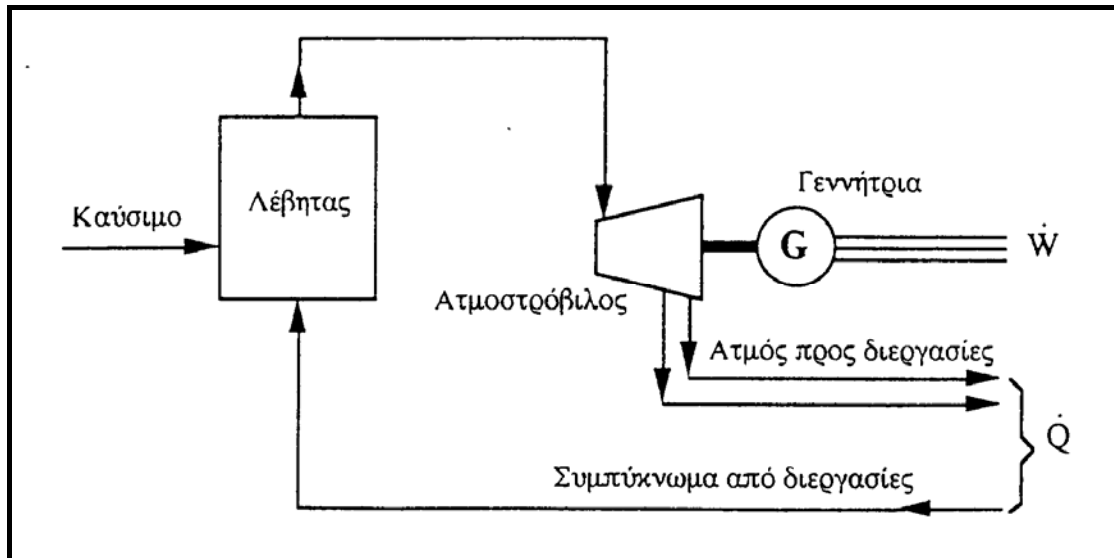 Γεννήτρια
Λέβητας
Καύσιμο
G
Ẇ
Ατμοστρόβιλος
Ατμός προς διεργασίες
Q̇
Συμπύκνωμα από διεργασίες